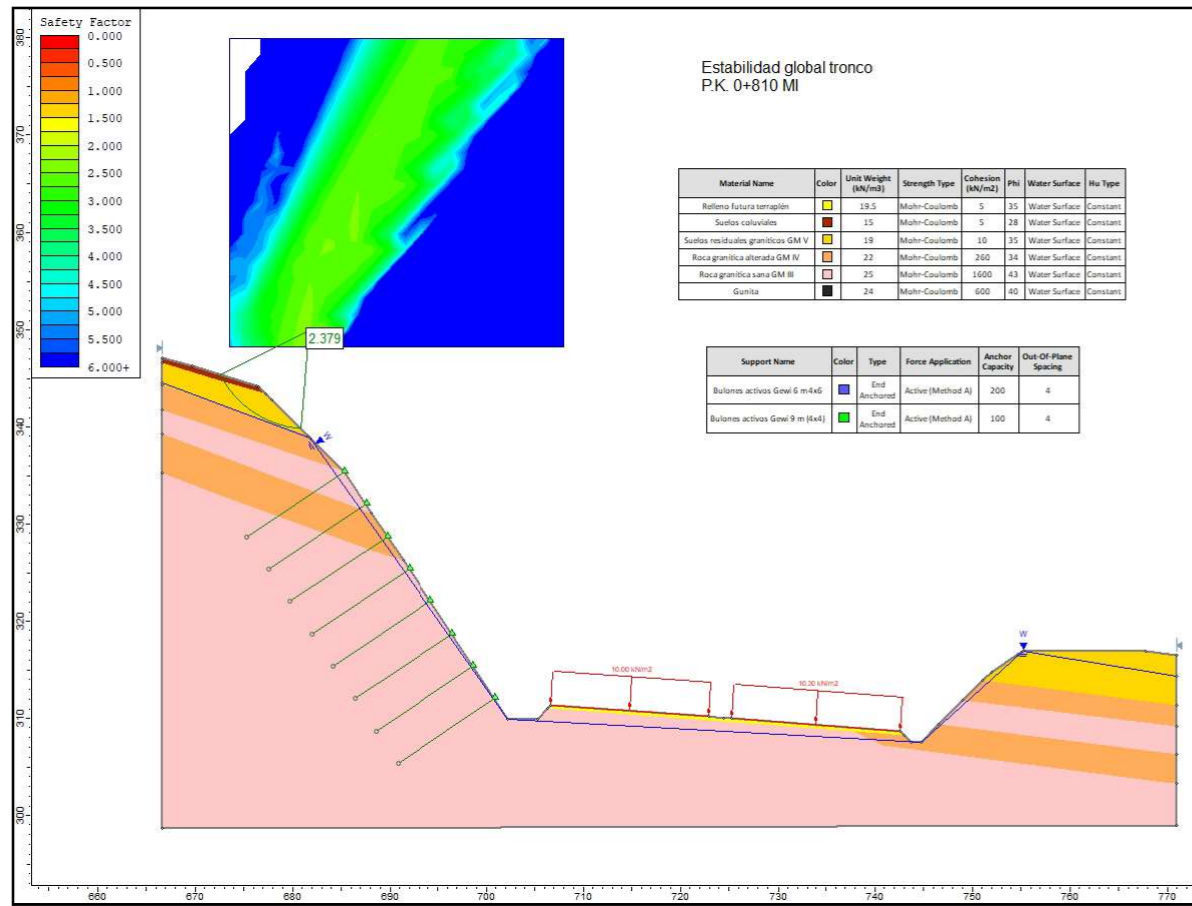 Safety Factor
0.000
0.500
1.000
1.500
2.000
2.500
3.000
3.500
4.000
4.500
5.000
5.500
6.000+
Estabilidad global tronco
P.K. 0+810 MI
Material Name Color Unit Weight (kN/m3) Strength Type Cohesion (kN/m2) Phi Water Surface Hu Type
Relleno futura terraplén 19.5 Mohr-Coulomb 5 35 Water Surface Constant
Suelos coluviales 15 Mohr-Coulomb 5 28 Water Surface Constant
Suelos residuales graníticos GM V 19 Mohr-Coulomb 10 35 Water Surface Constant
Roca granítica alterada GM IV 22 Mohr-Coulomb 260 34 Water Surface Constant
Roca granítica sana GM III 25 Mohr-Coulomb 1600 43 Water Surface Constant
Gunita 24 Mohr-Coulomb 600 40 Water Surface Constant
Support Name Color Type Force Application Anchor Capacity Out-Of-Plane Spacing
Bulones activos Gewi 6 m4x6 End Anchored Active (Method A) 200 4
Bulones activos Gewi 9 m (4x4) End Anchored Active (Method A) 100 4
2.379
W
W
10.00 kN/m2
10.30 kN/m2
380
370
360
350
340
330
320
310
300
660 670 680 690 700 710 720 730 740 750 760 770